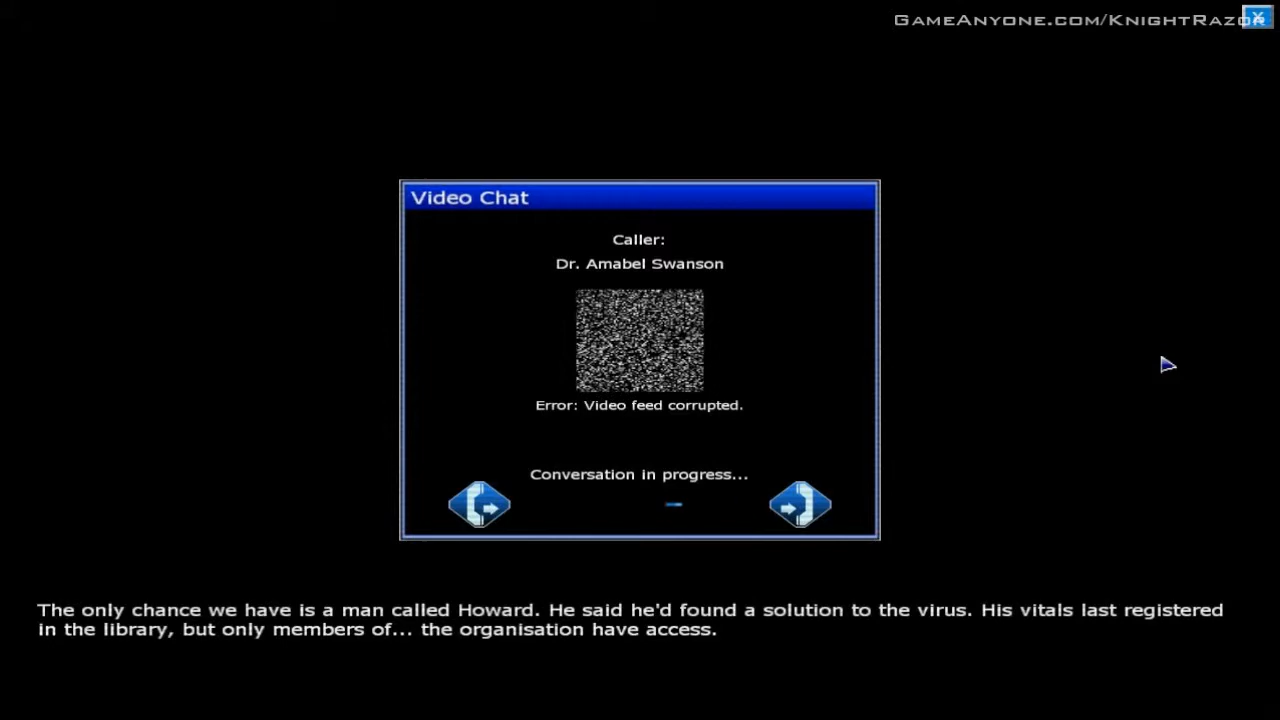 GameAnyone.com/KnightRazor
Video Chat
Caller:
Dr. Amabel Swanson
Error: Video feed corrupted.
Conversation in progress...
The only chance we have is a man called Howard. He said he'd found a solution to the virus. His vitals last registered
in the library, but only members of... the organisation have access.